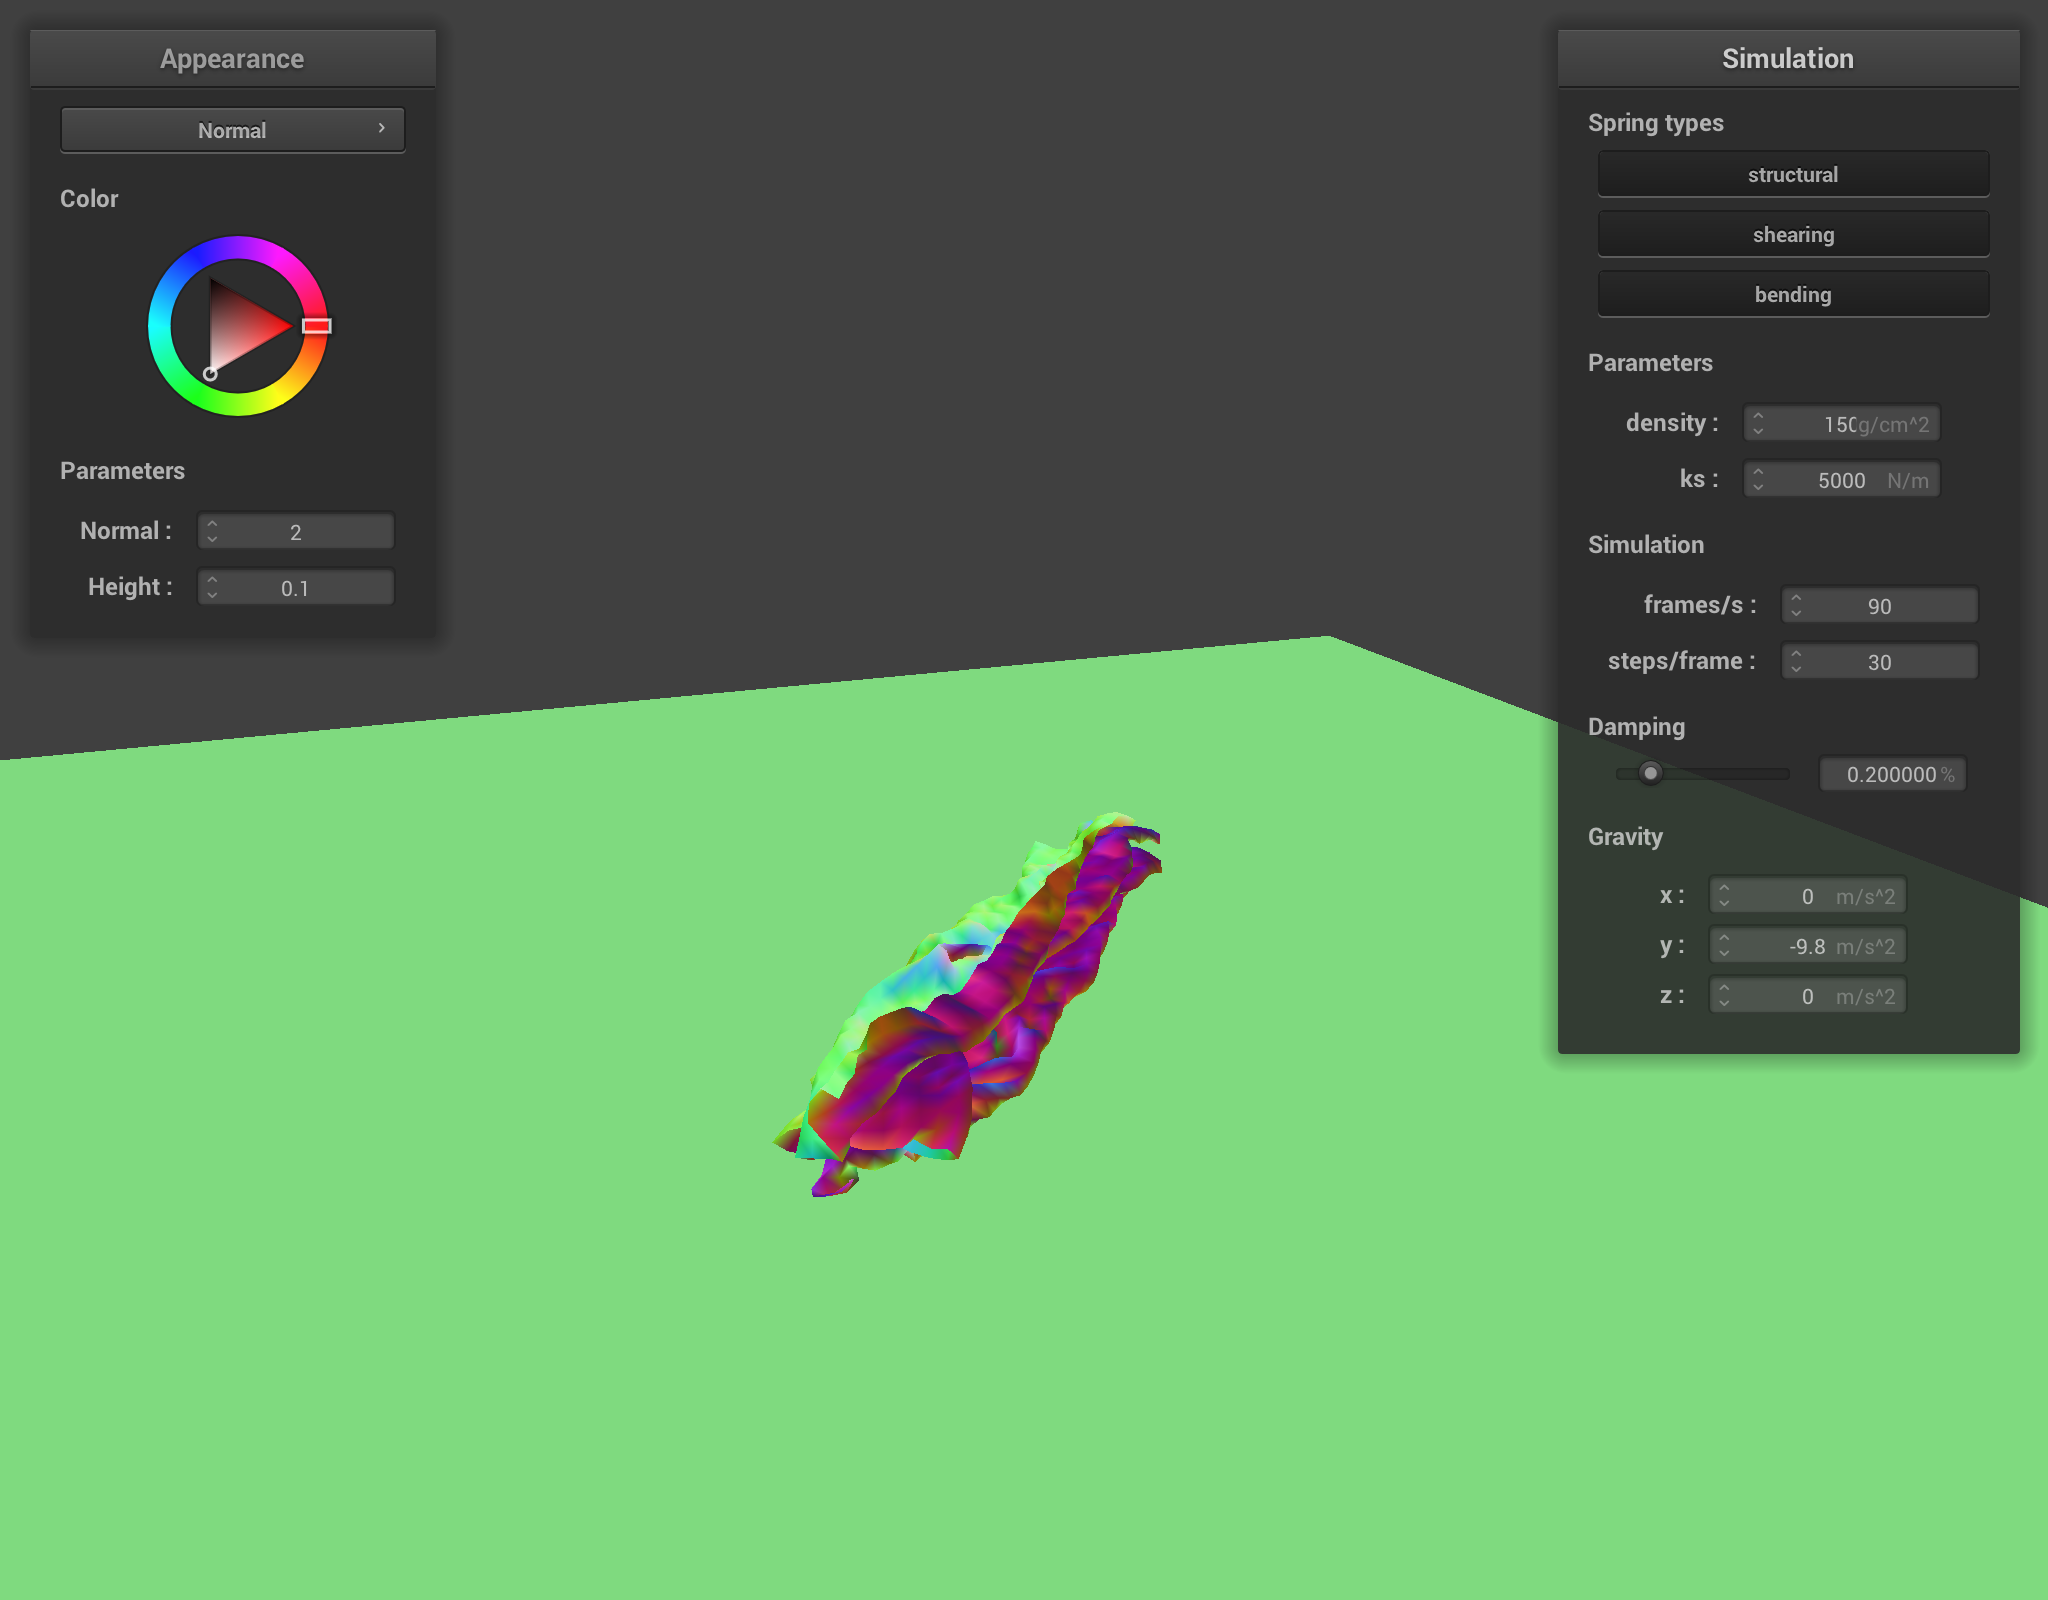 Appearance
Normal
Color
Parameters
Normal : 2
Height : 0.1
Simulation
Spring types
structural
shearing
bending
Parameters
density : 150 g/cm^2
ks : 5000 N/m
Simulation
frames/s : 90
steps/frame : 30
Damping
0.200000 %
Gravity
x : 0 m/s^2
y : -9.8 m/s^2
z : 0 m/s^2